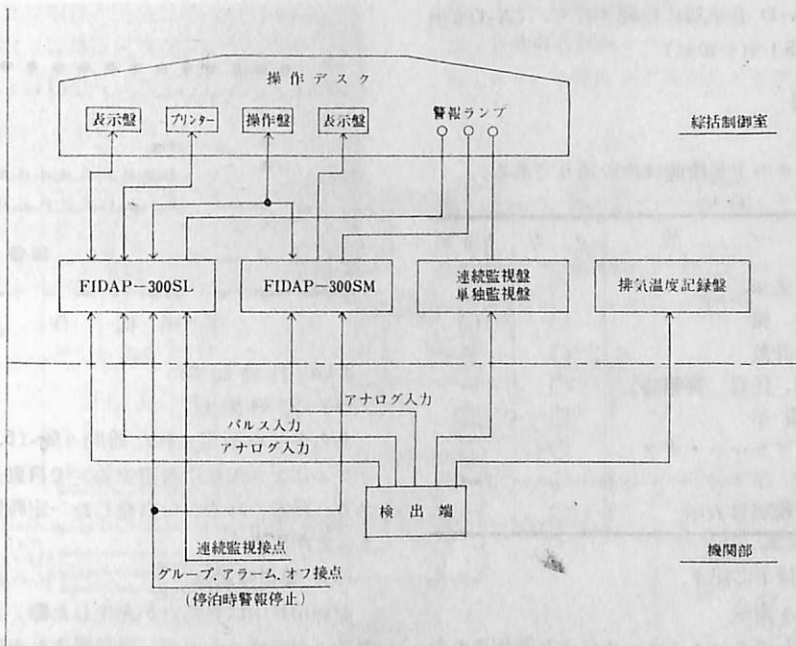 操作デスク
表示盤
プリンター
操作盤
表示盤
警報ランプ
綜括制御室
FIDAP-300SL
FIDAP-300SM
連続監視盤
単独監視盤
排気温度記録盤
アナログ入力
パルス入力
アナログ入力
検出端
連続監視接点
機関部
グループ、アラーム、オフ接点
(停泊時警報停止)